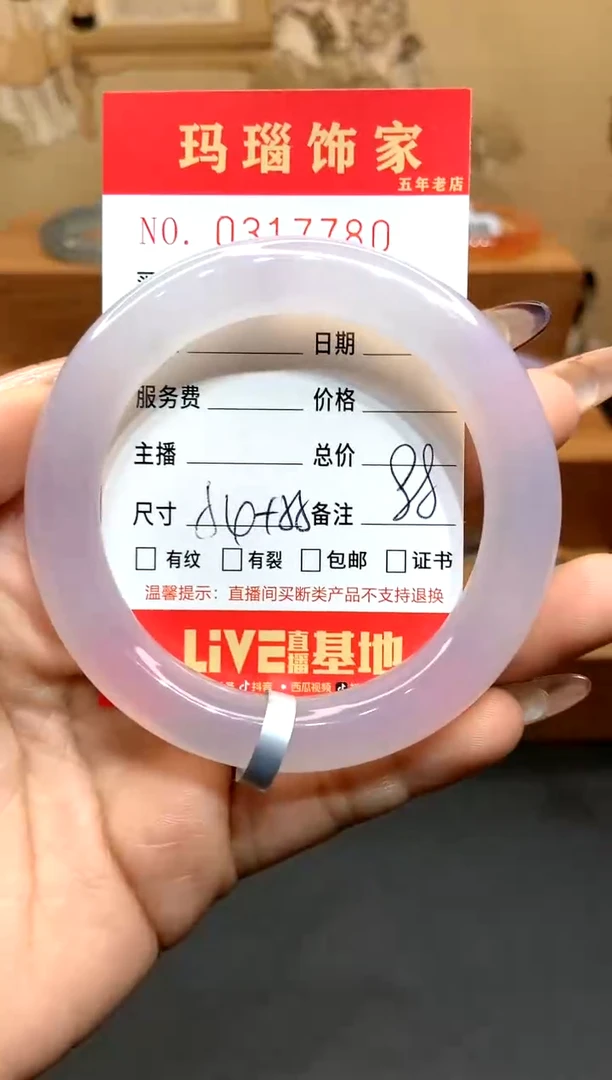 玛瑙饰家
五年老店
NO. 0317780
日期
服务费 价格
主播 总价 88
尺寸 备注
有纹 有裂 包邮 证书
温馨提示：直播间买断类产品不支持退换
LiVE直播基地
抖音 西瓜视频